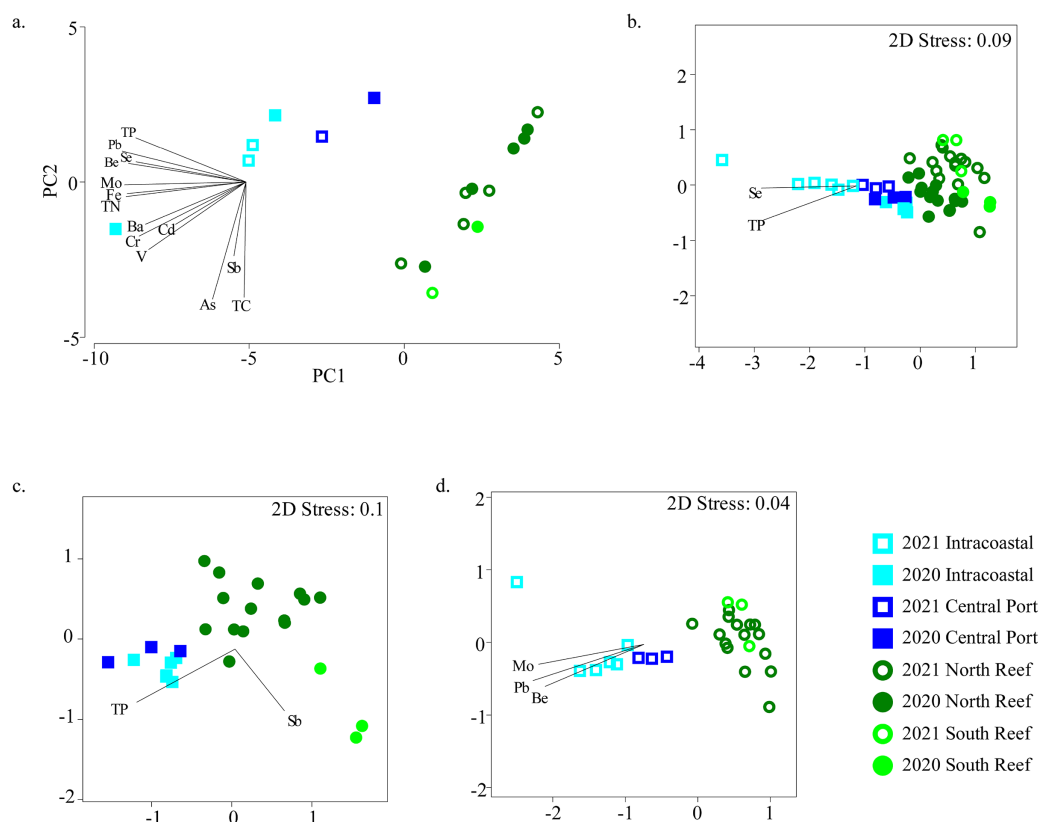 a.
5
TP
Pb
Se
Be
PC2
0
Mo
Fe
TN
Ba
Cd
Cr
V
Sb
As
TC
-5
-10
-5
0
5
PC1
b.
2D Stress: 0.09
2
1
0
Se
TP
-1
-2
-4
-3
-2
-1
0
1
c.
2D Stress: 0.1
1
0
TP
Sb
-1
-2
-1
0
1
d.
2D Stress: 0.04
2
1
0
Mo
Pb
Be
-1
-2
-2
-1
0
1
2021 Intracoastal
2020 Intracoastal
2021 Central Port
2020 Central Port
2021 North Reef
2020 North Reef
2021 South Reef
2020 South Reef